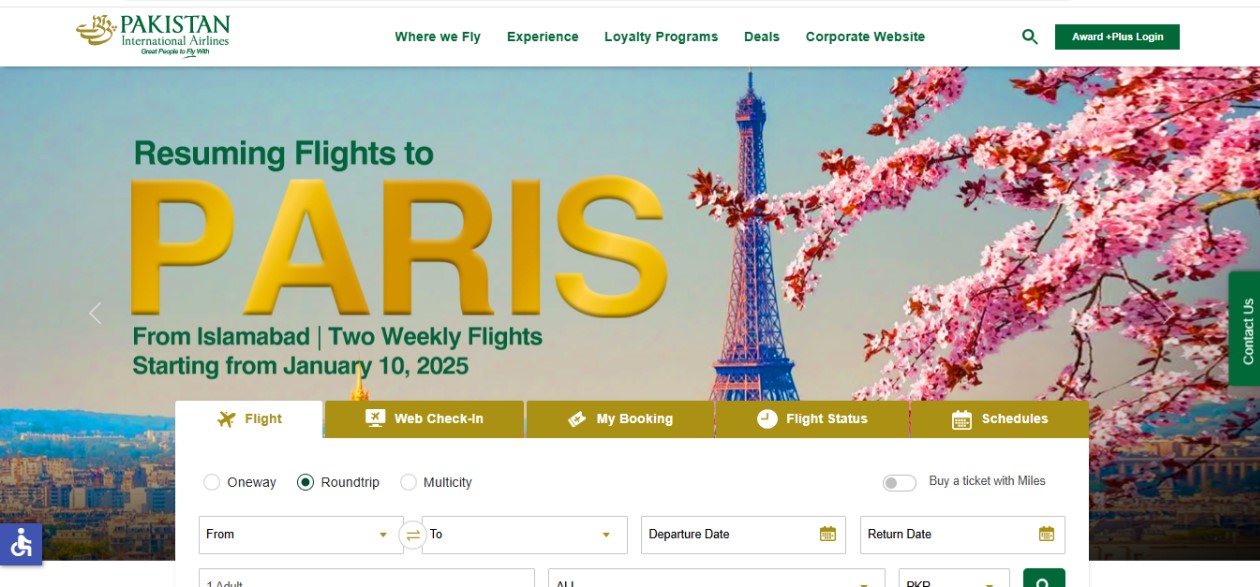 PAKISTAN
International Airlines
Great People to Fly With
Where we Fly
Experience
Loyalty Programs
Deals
Corporate Website
Award +Plus Login
Resuming Flights to
PARIS
From Islamabad | Two Weekly Flights
Starting from January 10, 2025
Contact Us
Flight
Web Check-In
My Booking
Flight Status
Schedules
Oneway
Roundtrip
Multicity
Buy a ticket with Miles
From
To
Departure Date
Return Date
1 Adult
ALL
PKR